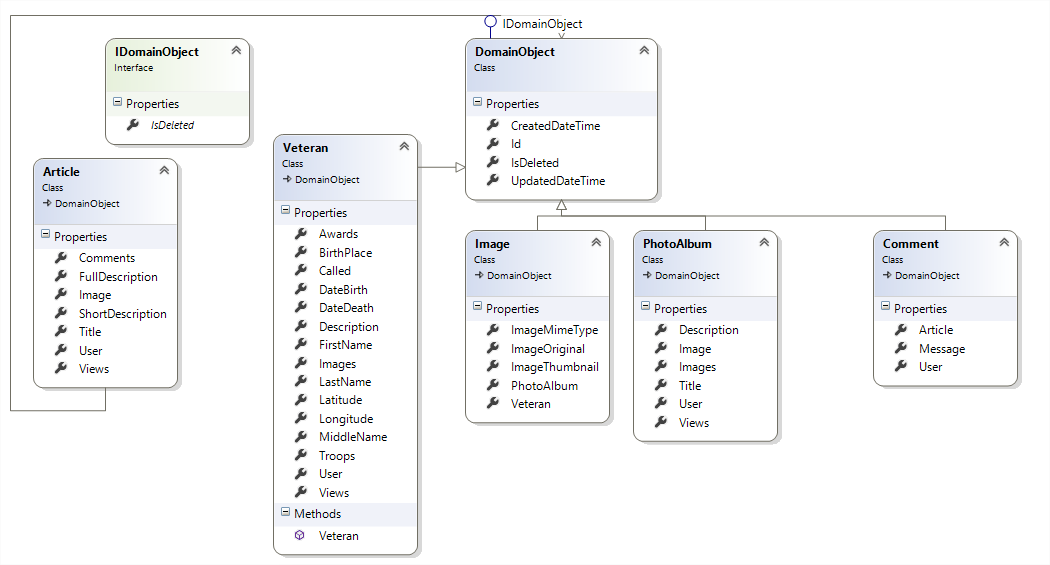 IDomainObject
IDomainObject
Interface
Properties
IsDeleted
DomainObject
Class
Properties
CreatedDateTime
Id
IsDeleted
UpdatedDateTime
Article
Class
DomainObject
Properties
Comments
FullDescription
Image
ShortDescription
Title
User
Views
Veteran
Class
DomainObject
Properties
Awards
BirthPlace
Called
DateBirth
DateDeath
Description
FirstName
Images
LastName
Latitude
Longitude
MiddleName
Troops
User
Views
Methods
Veteran
Image
Class
DomainObject
Properties
ImageMimeType
ImageOriginal
ImageThumbnail
PhotoAlbum
Veteran
PhotoAlbum
Class
DomainObject
Properties
Description
Image
Images
Title
User
Views
Comment
Class
DomainObject
Properties
Article
Message
User